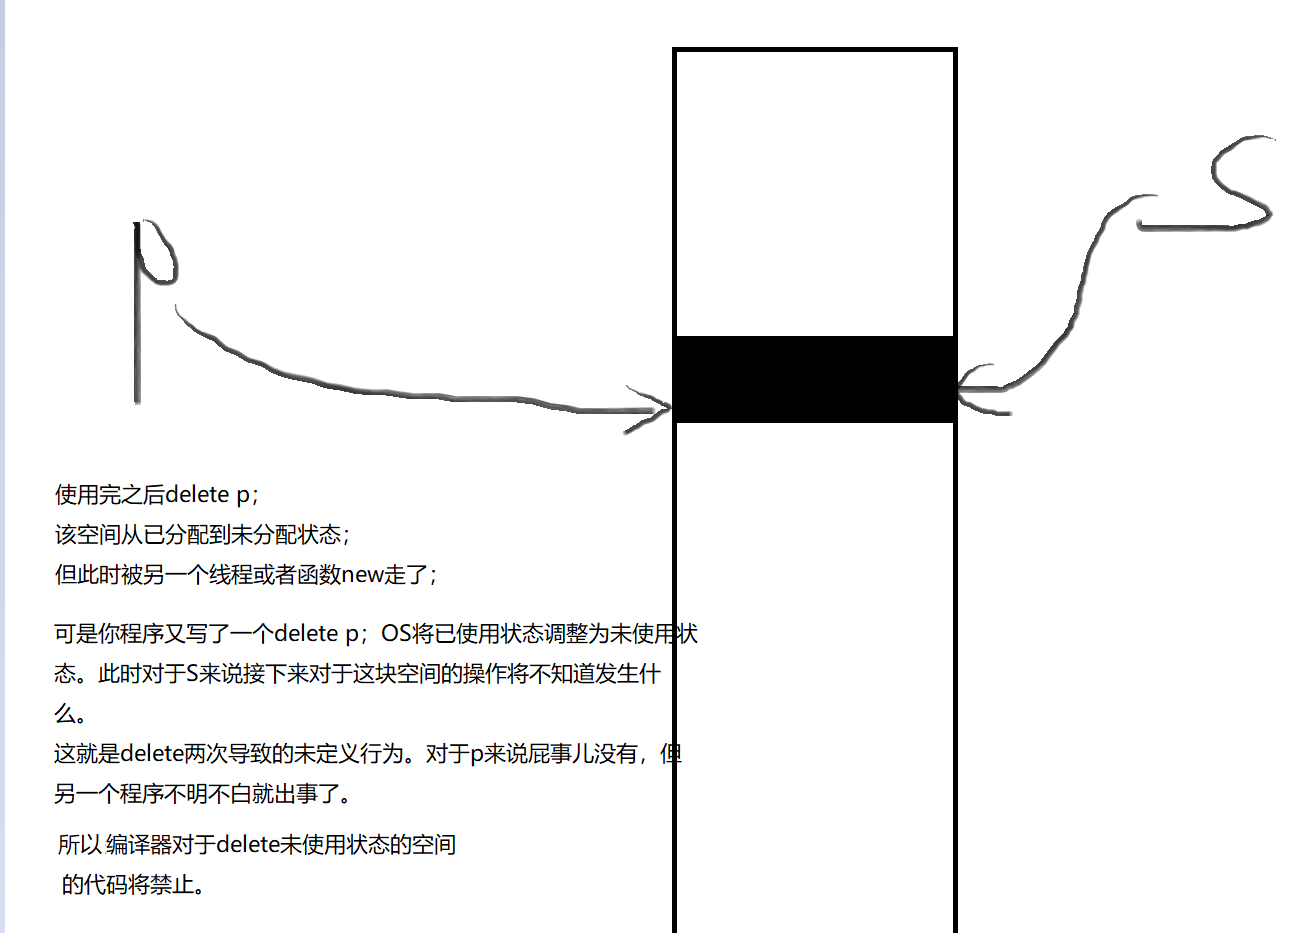 p
S
使用完之后delete p；
该空间从已分配到未分配状态；
但此时被另一个线程或者函数new走了；
可是你程序又写了一个delete p；OS将已使用状态调整为未使用状
态。此时对于S来说接下来对于这块空间的操作将不知道发生什
么。
这就是delete两次导致的未定义行为。对于p来说屁事儿没有，但
另一个程序不明不白就出事了。
所以编译器对于delete未使用状态的空间
的代码将禁止。